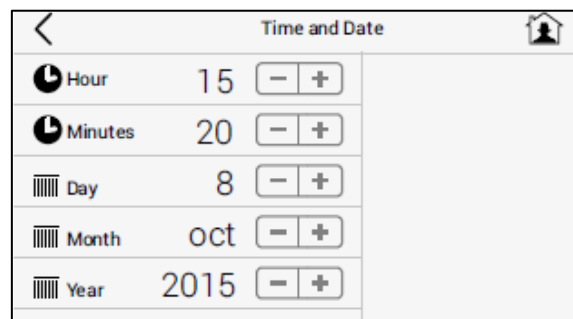 Time and Date
Hour 15 − +
Minutes 20 − +
Day 8 − +
Month oct − +
Year 2015 − +